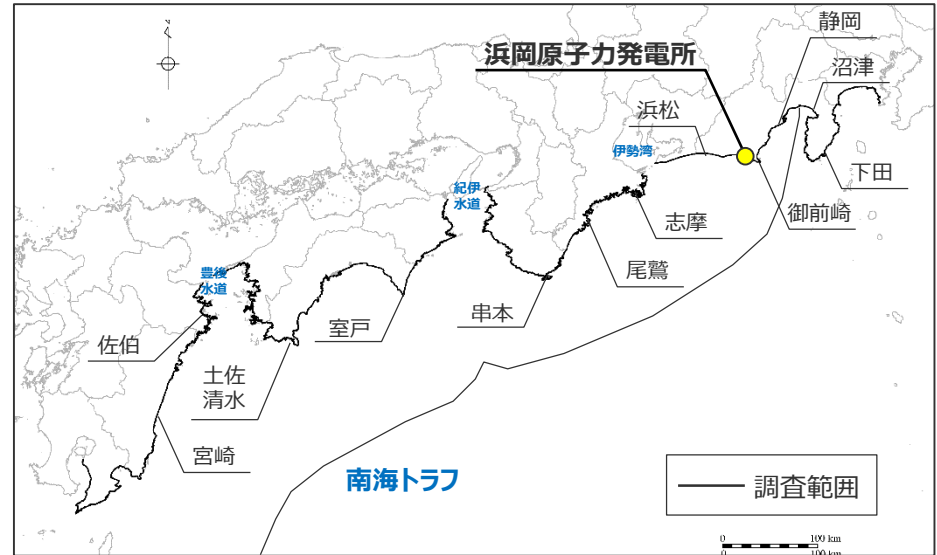 静岡
浜岡原子力発電所
沼津
浜松
伊勢湾
下田
紀伊
水道
志摩
御前崎
豊後
水道
尾鷲
串本
室戸
佐伯
土佐
清水
宮崎
南海トラフ
調査範囲
0 100 km
0 100 km